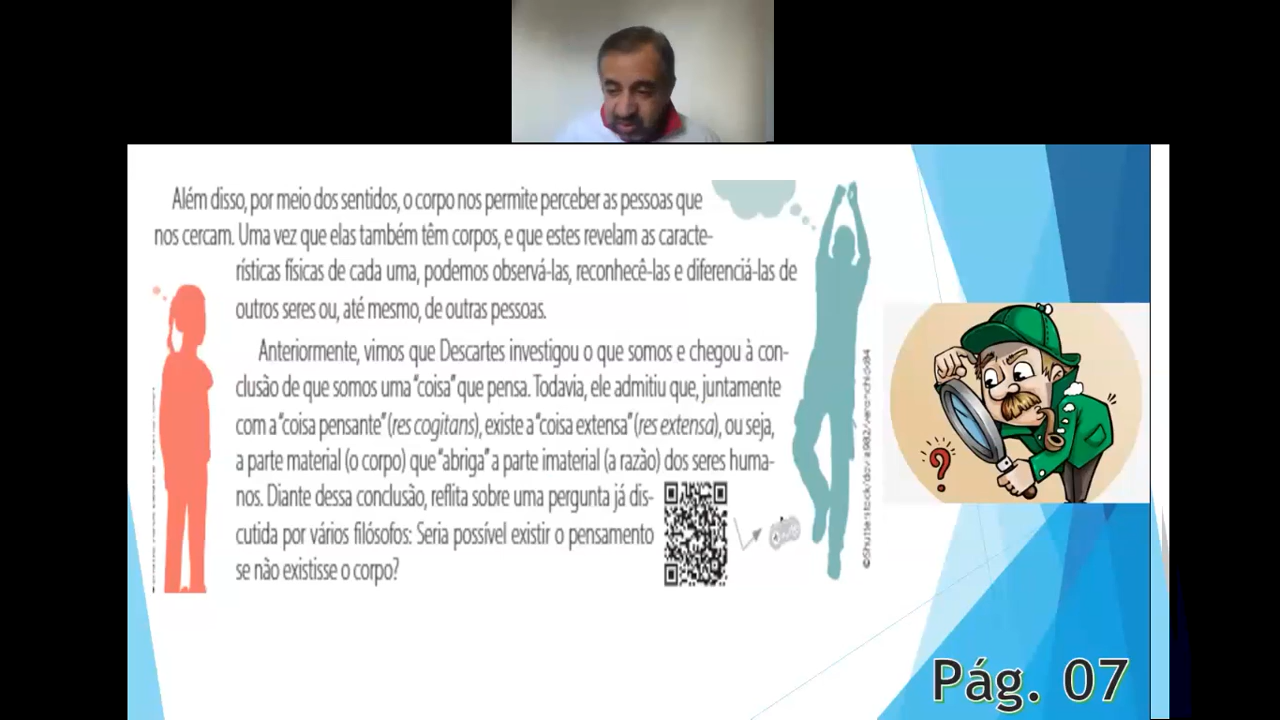 Além disso, por meio dos sentidos, o corpo nos permite perceber as pessoas que
nos cercam. Uma vez que elas também têm corpos, e que estes revelam as caracte-
rísticas físicas de cada uma, podemos observá-las, reconhecê-las e diferenciá-las de
outros seres ou, até mesmo, de outras pessoas.
Anteriormente, vimos que Descartes investigou o que somos e chegou à con-
clusão de que somos uma "coisa" que pensa. Todavia, ele admitiu que, juntamente
com a "coisa pensante" (res cogitans), existe a "coisa extensa" (res extensa), ou seja,
a parte material (o corpo) que "abriga" a parte imaterial (a razão) dos seres huma-
nos. Diante dessa conclusão, reflita sobre uma pergunta já dis-
cutida por vários filósofos: Seria possível existir o pensamento
se não existisse o corpo?
?
Pág. 07